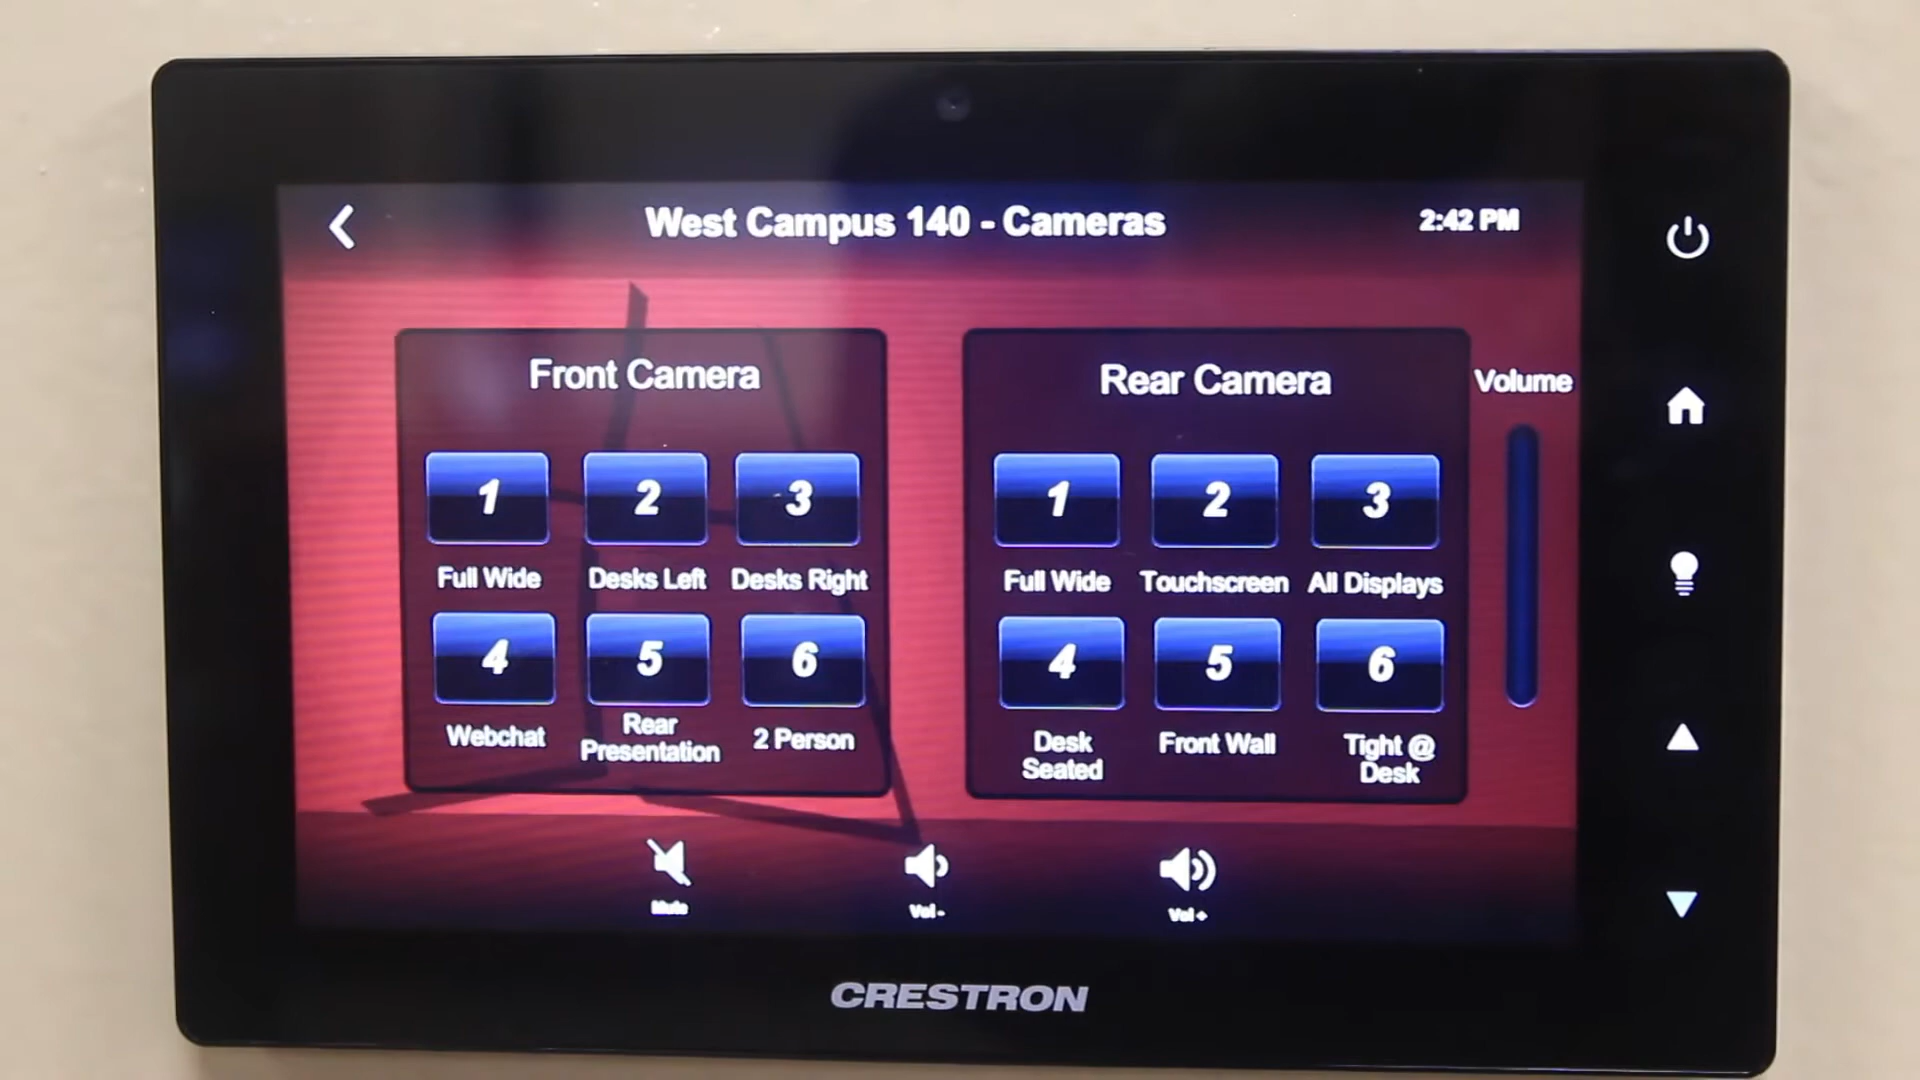 West Campus 140 - Cameras
2:42 PM
Front Camera
1 2 3
Full Wide Desks Left Desks Right
4 5 6
Webchat
Rear
Presentation
2 Person
Rear Camera
1 2 3
Full Wide Touchscreen All Displays
4 5 6
Desk
Seated
Front Wall
Tight @
Desk
Volume
Mute
Vol -
Vol +
CRESTRON